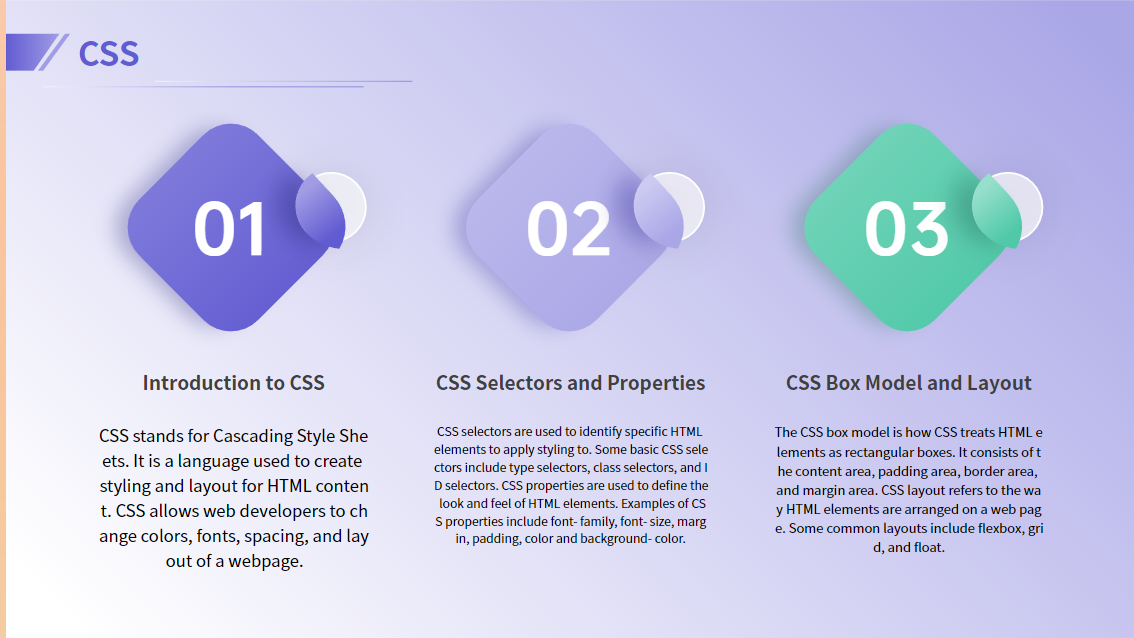 CSS
01
02
03
Introduction to CSS
CSS stands for Cascading Style She
ets. It is a language used to create
styling and layout for HTML conten
t. CSS allows web developers to ch
ange colors, fonts, spacing, and lay
out of a webpage.
CSS Selectors and Properties
CSS selectors are used to identify specific HTML
elements to apply styling to. Some basic CSS sele
ctors include type selectors, class selectors, and I
D selectors. CSS properties are used to define the
look and feel of HTML elements. Examples of CS
S properties include font- family, font- size, marg
in, padding, color and background- color.
CSS Box Model and Layout
The CSS box model is how CSS treats HTML e
lements as rectangular boxes. It consists of t
he content area, padding area, border area,
and margin area. CSS layout refers to the wa
y HTML elements are arranged on a web pag
e. Some common layouts include flexbox, gri
d, and float.